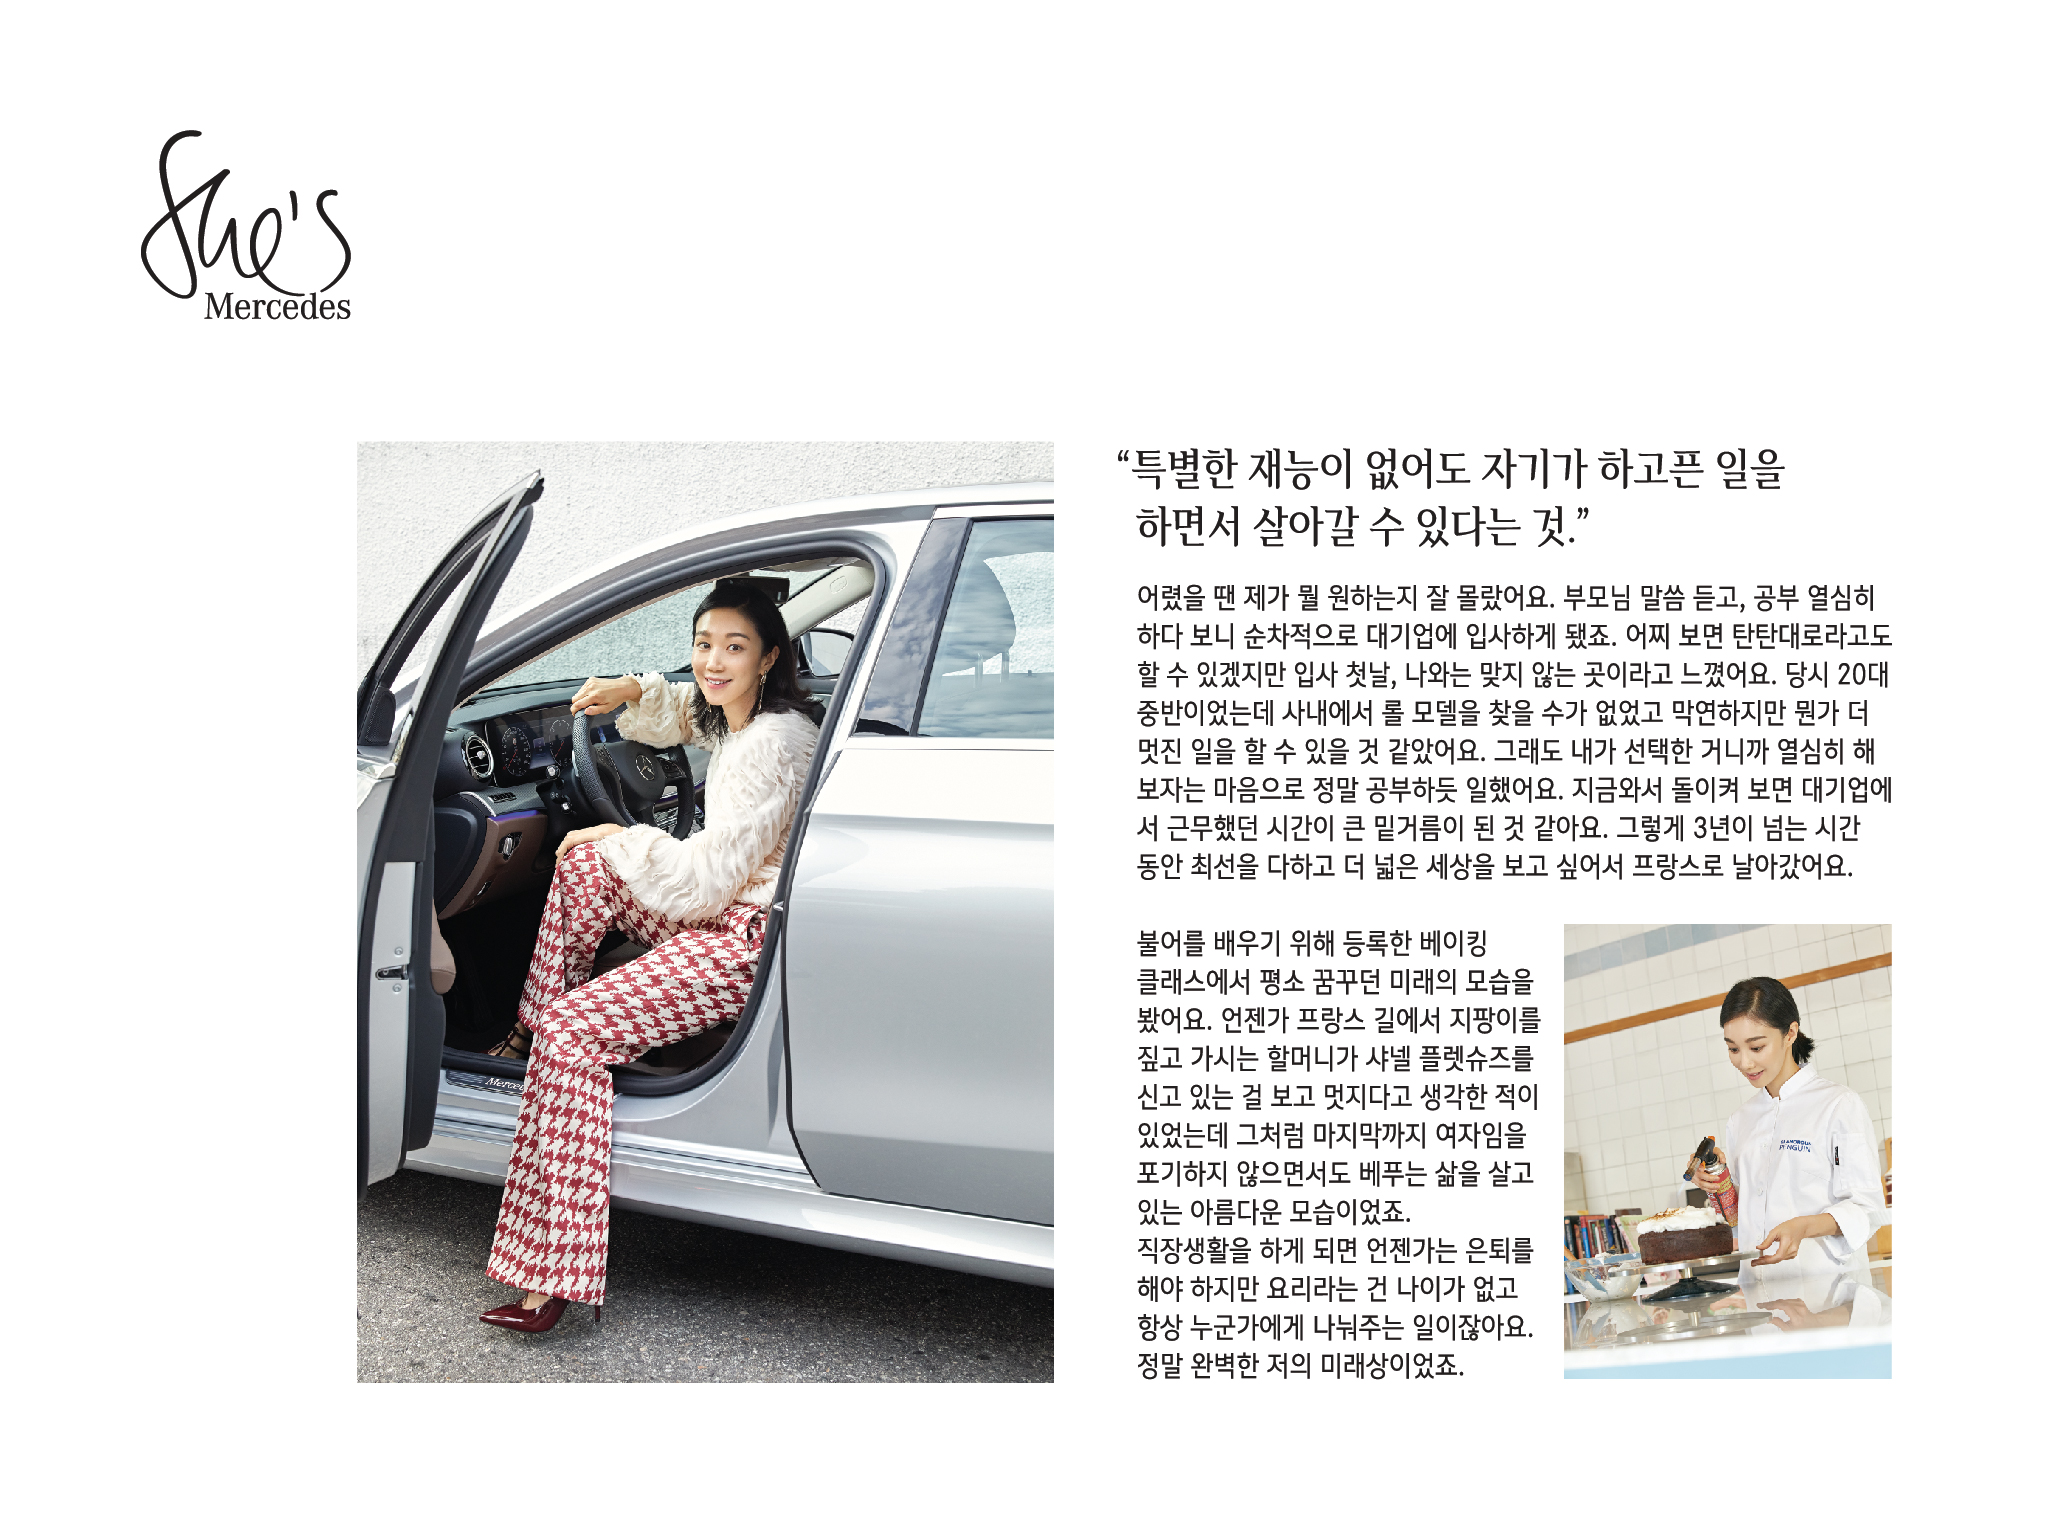 She's
Mercedes
“특별한 재능이 없어도 자기가 하고픈 일을
하면서 살아갈 수 있다는 것.”
어렸을 땐 제가 뭘 원하는지 잘 몰랐어요. 부모님 말씀 듣고, 공부 열심히
하다 보니 순차적으로 대기업에 입사하게 됐죠. 어찌 보면 탄탄대로라고도
할 수 있겠지만 입사 첫날, 나와는 맞지 않는 곳이라고 느꼈어요. 당시 20대
중반이었는데 사내에서 롤 모델을 찾을 수가 없었고 막연하지만 뭔가 더
멋진 일을 할 수 있을 것 같았어요. 그래도 내가 선택한 거니까 열심히 해
보자는 마음으로 정말 공부하듯 일했어요. 지금와서 돌이켜 보면 대기업에
서 근무했던 시간이 큰 밑거름이 된 것 같아요. 그렇게 3년이 넘는 시간
동안 최선을 다하고 더 넓은 세상을 보고 싶어서 프랑스로 날아갔어요.
불어를 배우기 위해 등록한 베이킹
클래스에서 평소 꿈꾸던 미래의 모습을
봤어요. 언젠가 프랑스 길에서 지팡이를
짚고 가시는 할머니가 샤넬 플렛슈즈를
신고 있는 걸 보고 멋지다고 생각한 적이
있었는데 그처럼 마지막까지 여자임을
포기하지 않으면서도 베푸는 삶을 살고
있는 아름다운 모습이었죠.
직장생활을 하게 되면 언젠가는 은퇴를
해야 하지만 요리라는 건 나이가 없고
항상 누군가에게 나눠주는 일이잖아요.
정말 완벽한 저의 미래상이었죠.
GLAMOROUS
PENGUIN